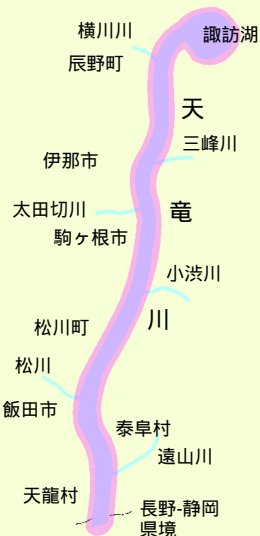 横川川
諏訪湖
辰野町
天
三峰川
伊那市
太田切川
竜
駒ヶ根市
小渋川
川
松川町
松川
飯田市
泰阜村
遠山川
天龍村
長野-静岡
県境